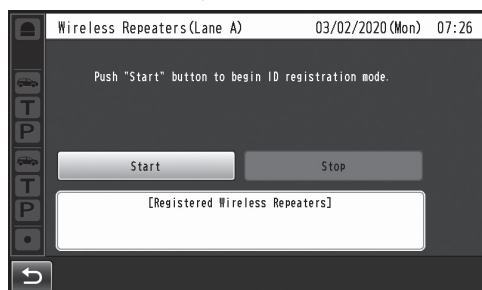 Wireless Repeaters(Lane A) 03/02/2020(Mon) 07:26
Push "Start" button to begin ID registration mode.
T
P
Start Stop
T
P
[Registered Wireless Repeaters]